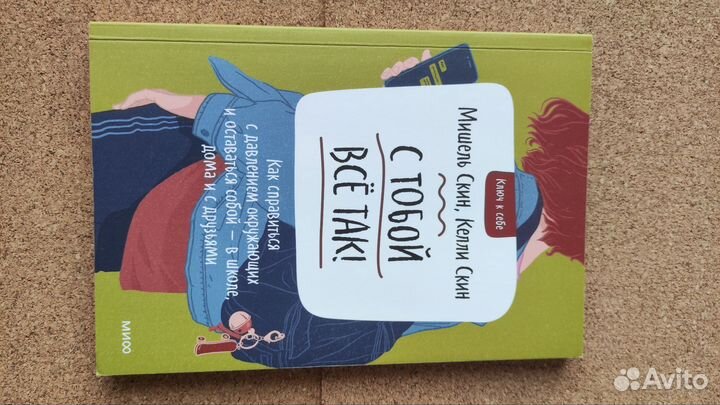 Ключ к себе
Мишель Скин, Келли Скин
С ТОБОЙ
ВСЁ ТАК!
Как справиться
с давлением окружающих
и оставаться собой — в школе,
дома и с друзьями
МИФ
Avito